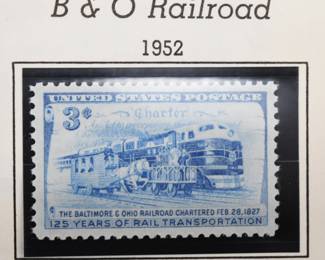 B & O Railroad
1952
UNITED STATES POSTAGE
3¢
Charter
THE BALTIMORE & OHIO RAILROAD CHARTERED FEB. 28, 1827
125 YEARS OF RAIL TRANSPORTATION